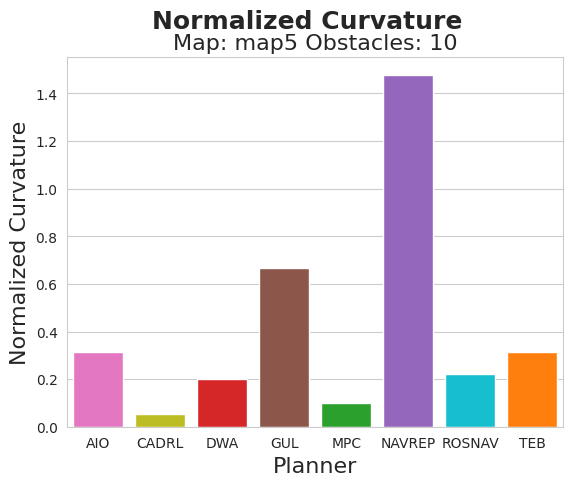 Normalized Curvature
Map: map5 Obstacles: 10
Normalized Curvature
1.4
1.2
1.0
0.8
0.6
0.4
0.2
0.0
AIO CADRL DWA GUL MPC NAVREP ROSNAV TEB
Planner